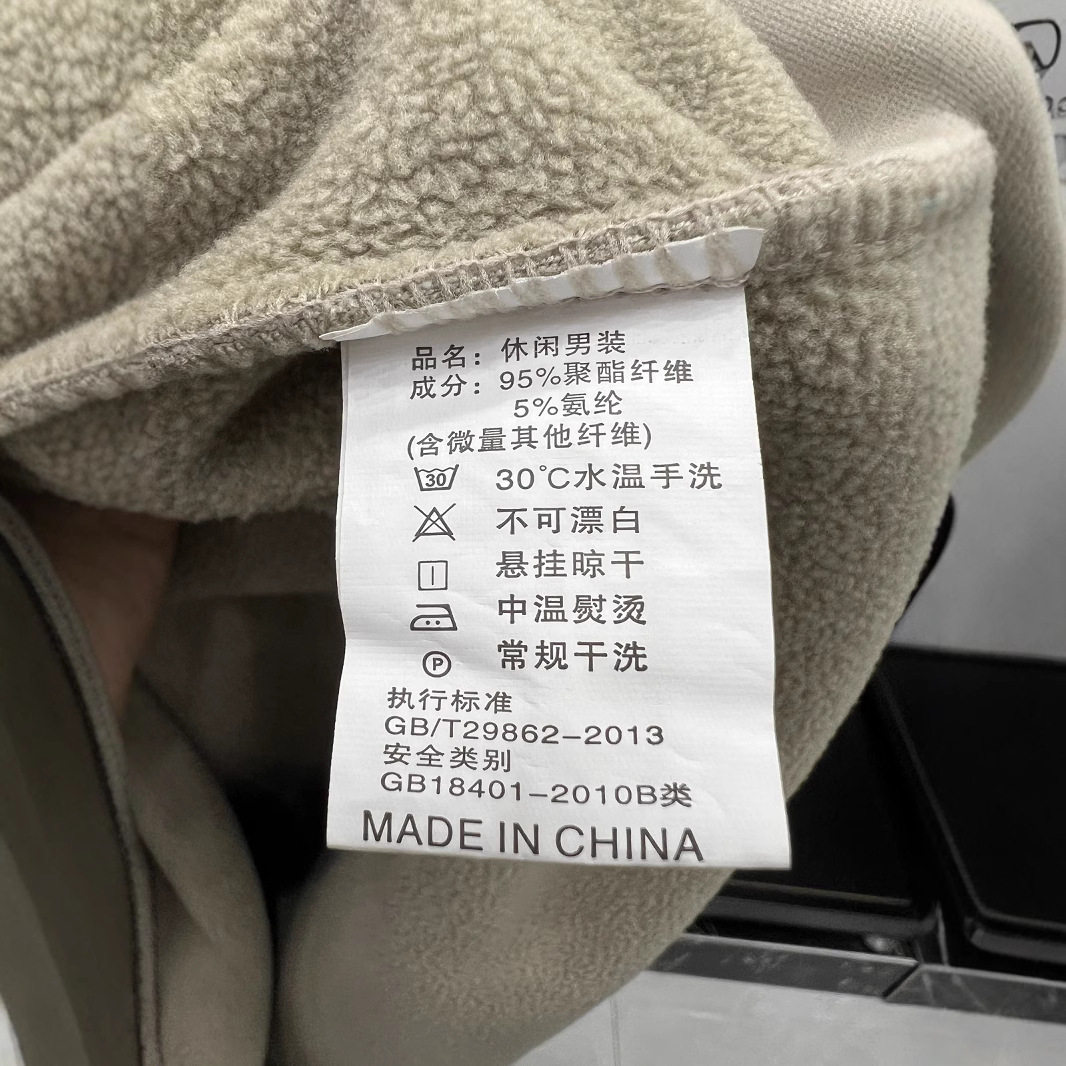 品名：休闲男装
成分：95%聚酯纤维
5%氨纶
(含微量其他纤维)
30 30℃水温手洗
不可漂白
悬挂晾干
中温熨烫
P 常规干洗
执行标准
GB/T29862-2013
安全类别
GB18401-2010B类
MADE IN CHINA